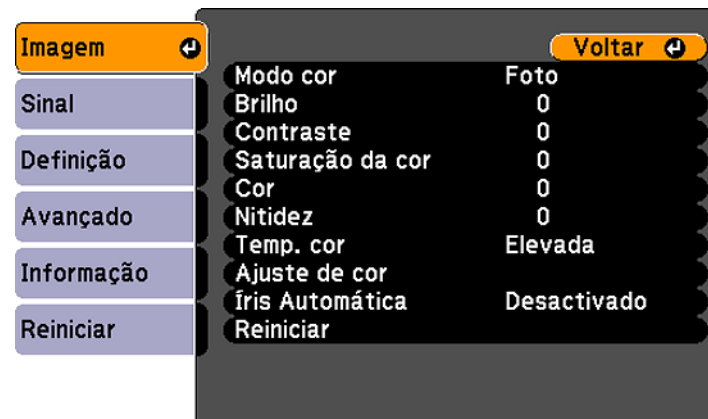 Imagem
Sinal
Definição
Avançado
Informação
Reiniciar
Voltar
Modo cor Foto
Brilho 0
Contraste 0
Saturação da cor 0
Cor 0
Nitidez 0
Temp. cor Elevada
Ajuste de cor
Íris Automática Desactivado
Reiniciar